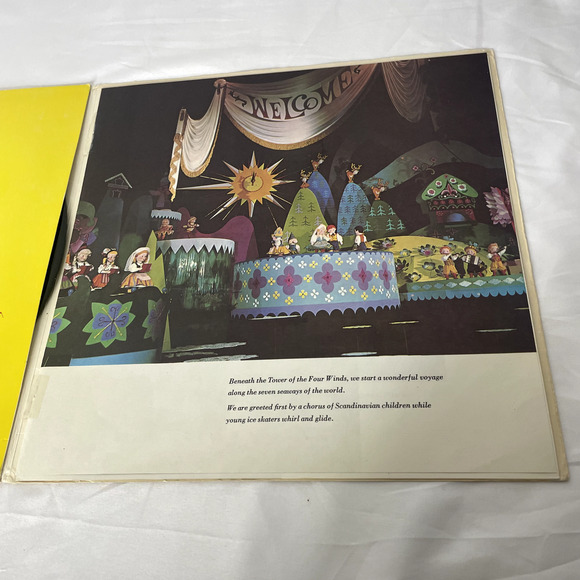 WELCOME
Beneath the Tower of the Four Winds, we start a wonderful voyage
along the seven seaways of the world.
We are greeted first by a chorus of Scandinavian children while
young ice skaters whirl and glide.